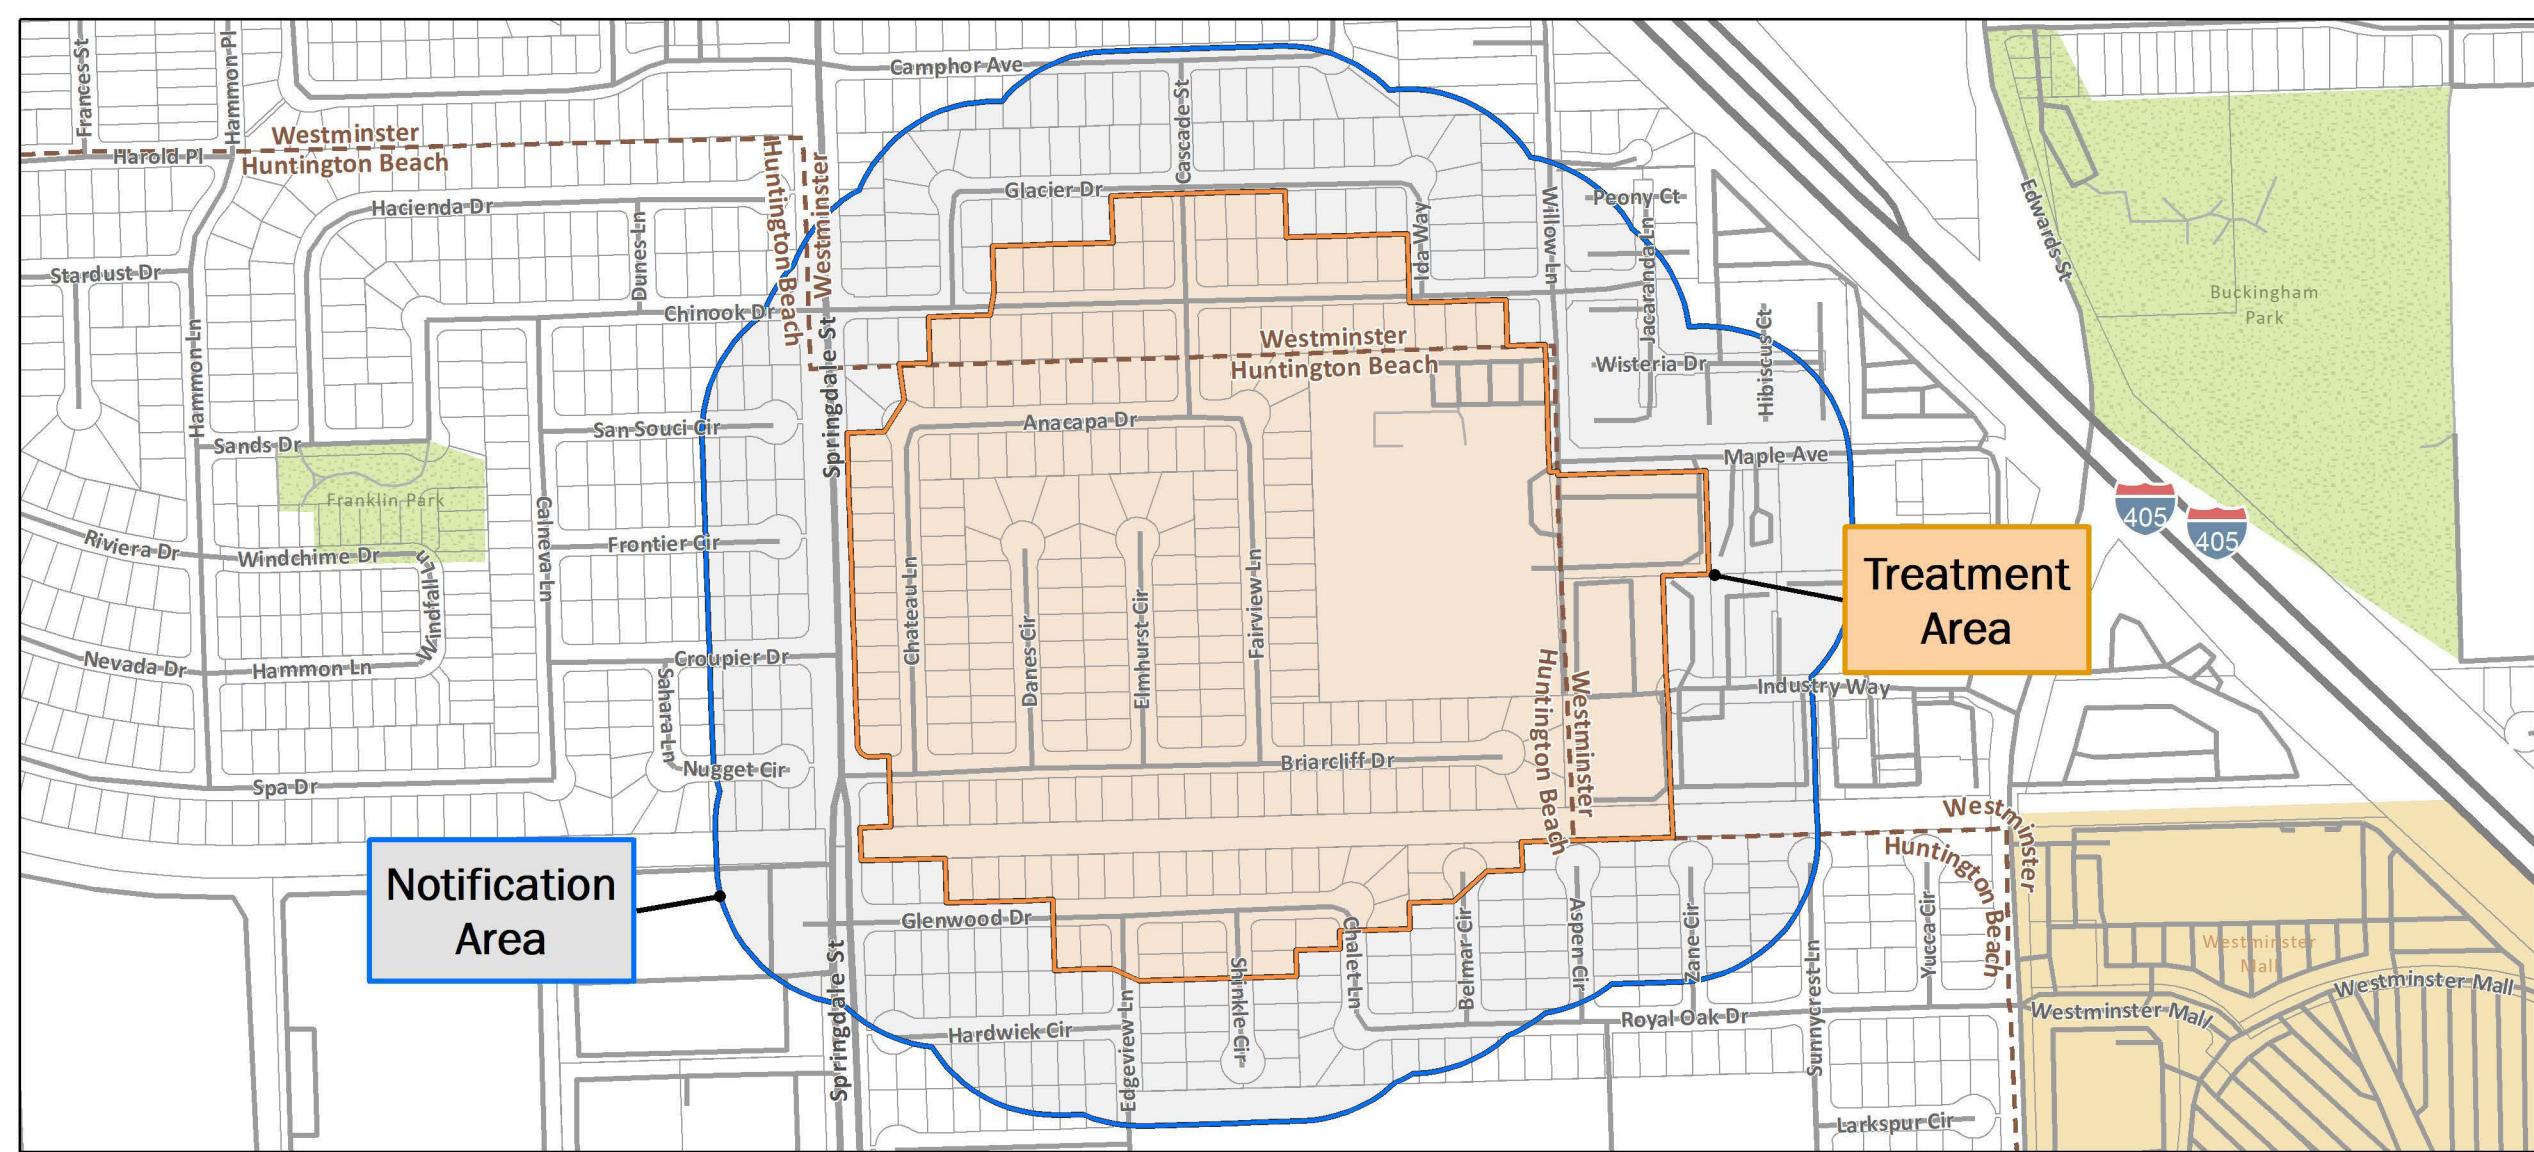 Frances St
Hammon Pl
Camphor Ave
Cascade St
Westminster
Harold Pl
Huntington Beach
Huntington Beach
Westminster
Glacier Dr
Ida Way
Willow Ln
Peony Ct
Jacaranda Ln
Edwards St
Hacienda Dr
Dunes Ln
Stardust Dr
Chinook Dr
Buckingham
Park
Hammon Ln
Springdale St
Westminster
Huntington Beach
Wisteria Dr
Hibiscus Ct
San Souci Cir
Anacapa Dr
Sands Dr
Maple Ave
Franklin Park
Calneva Ln
405
405
Riviera Dr
Windchime Dr
Windfall Ln
Frontier Cir
Chateau Ln
Danes Cir
Elmhurst Cir
Fairview Ln
Treatment
Area
Nevada Dr
Hammon Ln
Croupier Dr
Sahara Ln
Huntington Beach
Westminster
Industry Way
Nugget Cir
Briarcliff Dr
Spa Dr
Westminster
Huntington Beach
Notification
Area
Glenwood Dr
Springdale St
Edgeview Ln
Shinkle Cir
Chalet Ln
Belmar Cir
Aspen Cir
Zane Cir
Sunnycrest Ln
Yucca Cir
Westminster
Mall
Westminster Mall
Westminster Mall
Hardwick Cir
Royal Oak Dr
Larkspur Cir